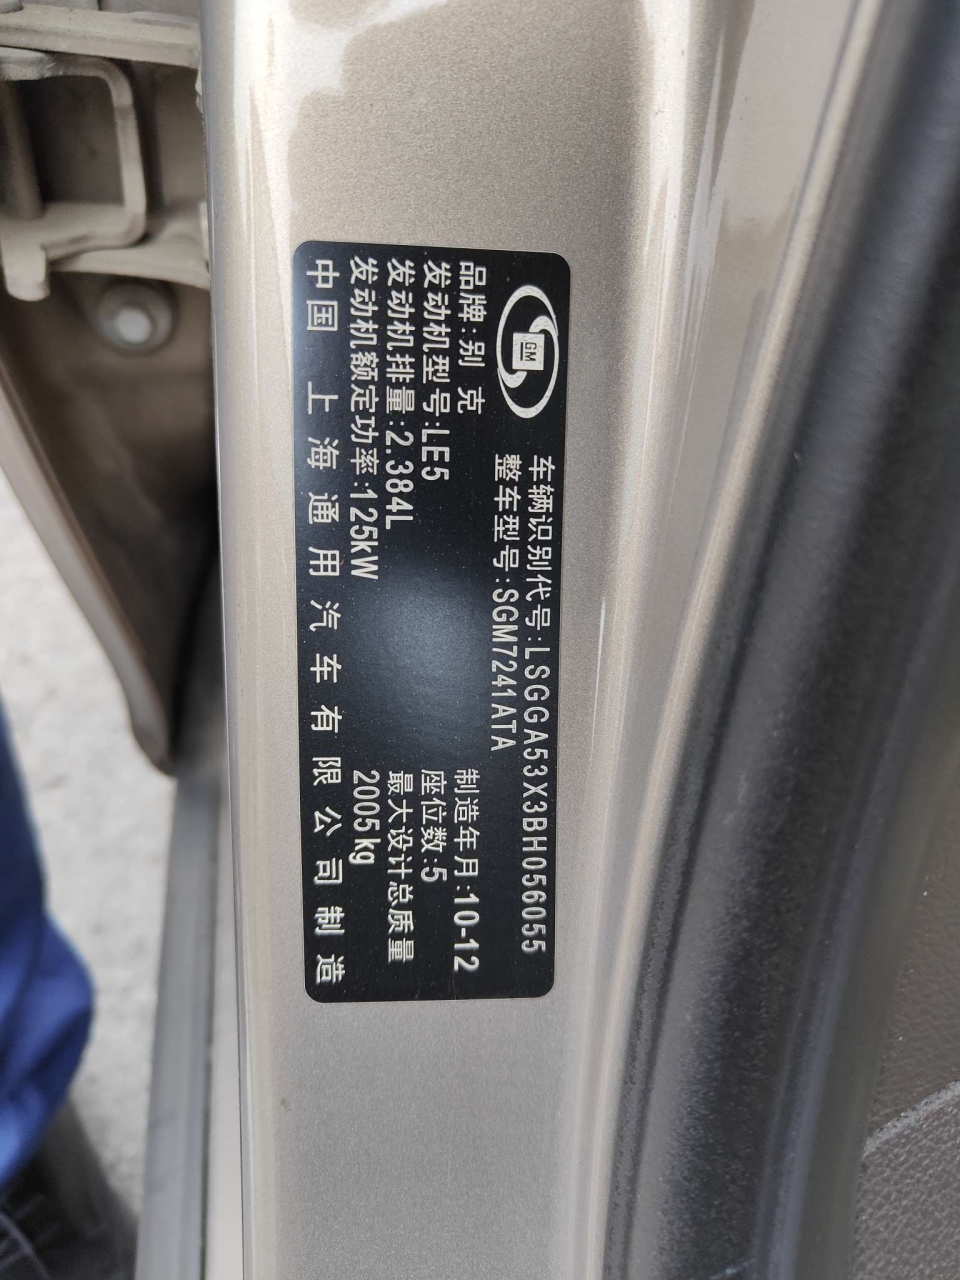 GM
车辆识别代号:LSGGA53X3BH056055
整车型号:SGM7241ATA
品牌:别 克
制造年月:10-12
发动机型号:LE5
座位数:5
发动机排量:2.384L
最大设计总质量
发动机额定功率:125kW
2005kg
中国 上海通用汽车有限公司制造